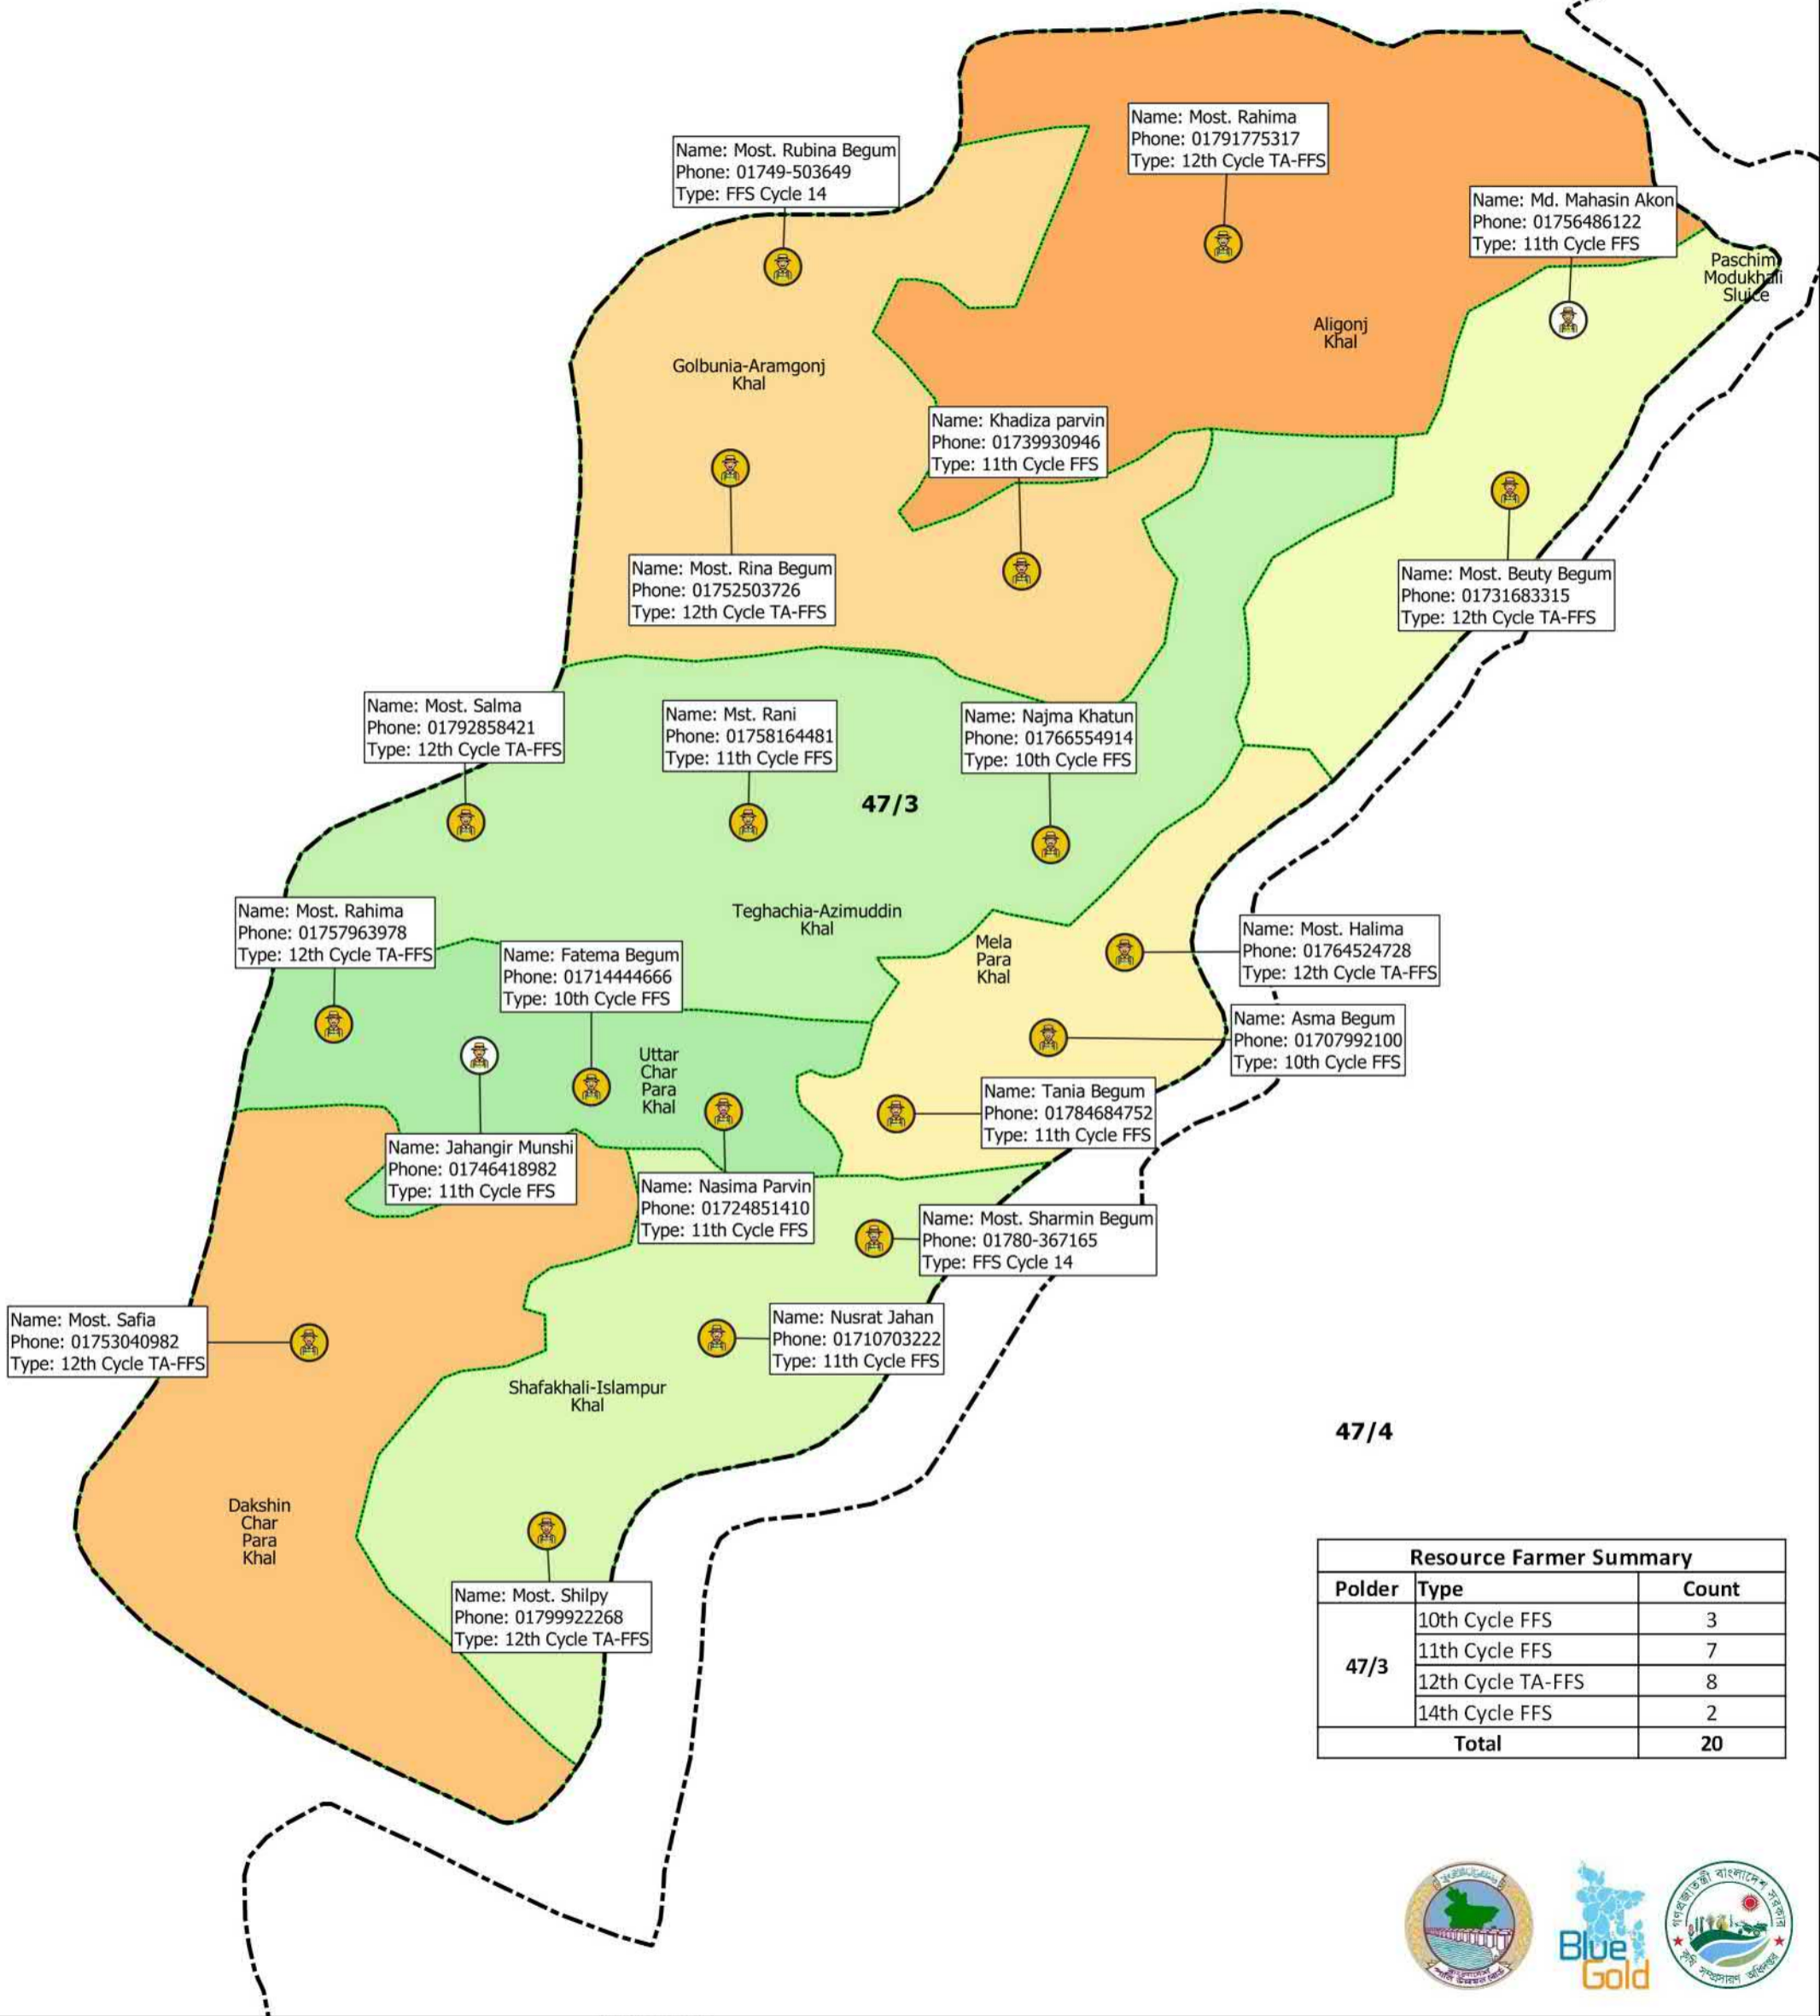 Name: Most. Rahima
Phone: 01791775317
Type: 12th Cycle TA-FFS
Name: Most. Rubina Begum
Phone: 01749-503649
Type: FFS Cycle 14
Name: Md. Mahasin Akon
Phone: 01756486122
Type: 11th Cycle FFS
Paschim
Modukhali
Sluice
Aligonj
Khal
Golbunia-Aramgonj
Khal
Name: Khadiza parvin
Phone: 01739930946
Type: 11th Cycle FFS
Name: Most. Rina Begum
Phone: 01752503726
Type: 12th Cycle TA-FFS
Name: Most. Beuty Begum
Phone: 01731683315
Type: 12th Cycle TA-FFS
Name: Most. Salma
Phone: 01792858421
Type: 12th Cycle TA-FFS
Name: Mst. Rani
Phone: 01758164481
Type: 11th Cycle FFS
Name: Najma Khatun
Phone: 01766554914
Type: 10th Cycle FFS
47/3
Teghachia-Azimuddin
Khal
Name: Most. Rahima
Phone: 01757963978
Type: 12th Cycle TA-FFS
Name: Fatema Begum
Phone: 01714444666
Type: 10th Cycle FFS
Mela
Para
Khal
Name: Most. Halima
Phone: 01764524728
Type: 12th Cycle TA-FFS
Name: Asma Begum
Phone: 01707992100
Type: 10th Cycle FFS
Uttar
Char
Para
Khal
Name: Tania Begum
Phone: 01784684752
Type: 11th Cycle FFS
Name: Jahangir Munshi
Phone: 01746418982
Type: 11th Cycle FFS
Name: Nasima Parvin
Phone: 01724851410
Type: 11th Cycle FFS
Name: Most. Sharmin Begum
Phone: 01780-367165
Type: FFS Cycle 14
Name: Most. Safia
Phone: 01753040982
Type: 12th Cycle TA-FFS
Name: Nusrat Jahan
Phone: 01710703222
Type: 11th Cycle FFS
Shafakhali-Islampur
Khal
47/4
Dakshin
Char
Para
Khal
Name: Most. Shilpy
Phone: 01799922268
Type: 12th Cycle TA-FFS
Resource Farmer Summary
Polder Type Count
47/3
10th Cycle FFS 3
11th Cycle FFS 7
12th Cycle TA-FFS 8
14th Cycle FFS 2
Total 20
Blue
Gold
গণপ্রজাতন্ত্রী বাংলাদেশ সরকার
কৃষি সম্প্রসারণ অধিদপ্তর